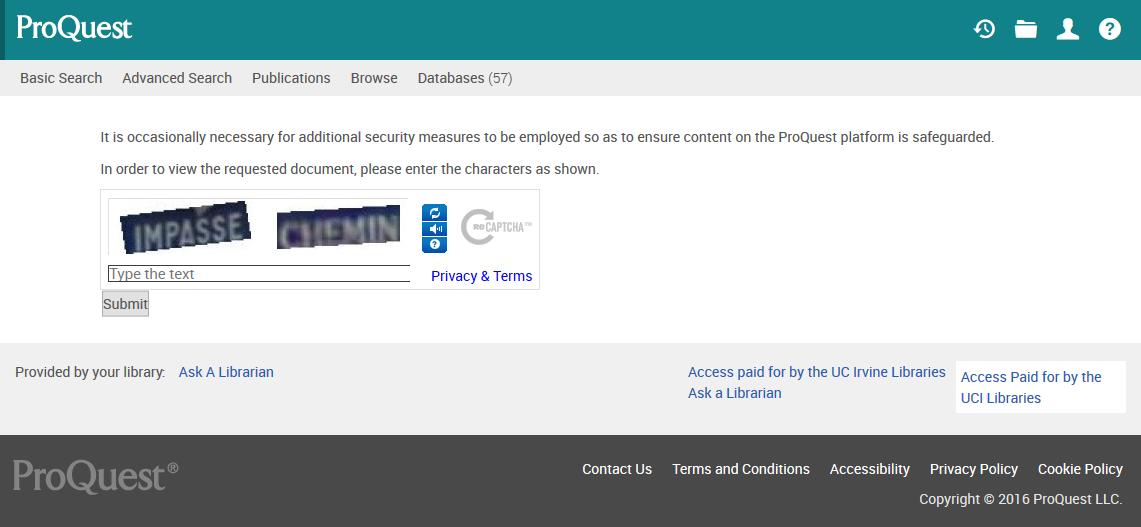 ProQuest
Basic Search Advanced Search Publications Browse Databases (57)
It is occasionally necessary for additional security measures to be employed so as to ensure content on the ProQuest platform is safeguarded.
In order to view the requested document, please enter the characters as shown.
IMPASSE CHEMIN
reCAPTCHA™
Type the text
Privacy & Terms
Submit
Provided by your library: Ask A Librarian
Access paid for by the UC Irvine Libraries
Ask a Librarian
Access Paid for by the
UCI Libraries
ProQuest®
Contact Us Terms and Conditions Accessibility Privacy Policy Cookie Policy
Copyright © 2016 ProQuest LLC.